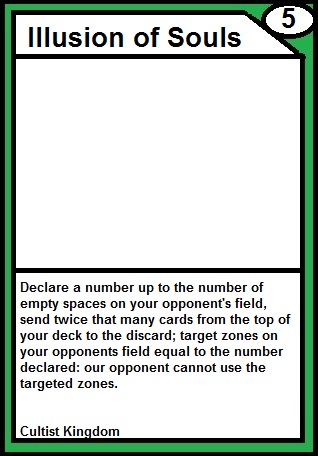 5
Illusion of Souls
Declare a number up to the number of
empty spaces on your opponent's field,
send twice that many cards from the top of
your deck to the discard; target zones on
your opponents field equal to the number
declared: our opponent cannot use the
targeted zones.
Cultist Kingdom